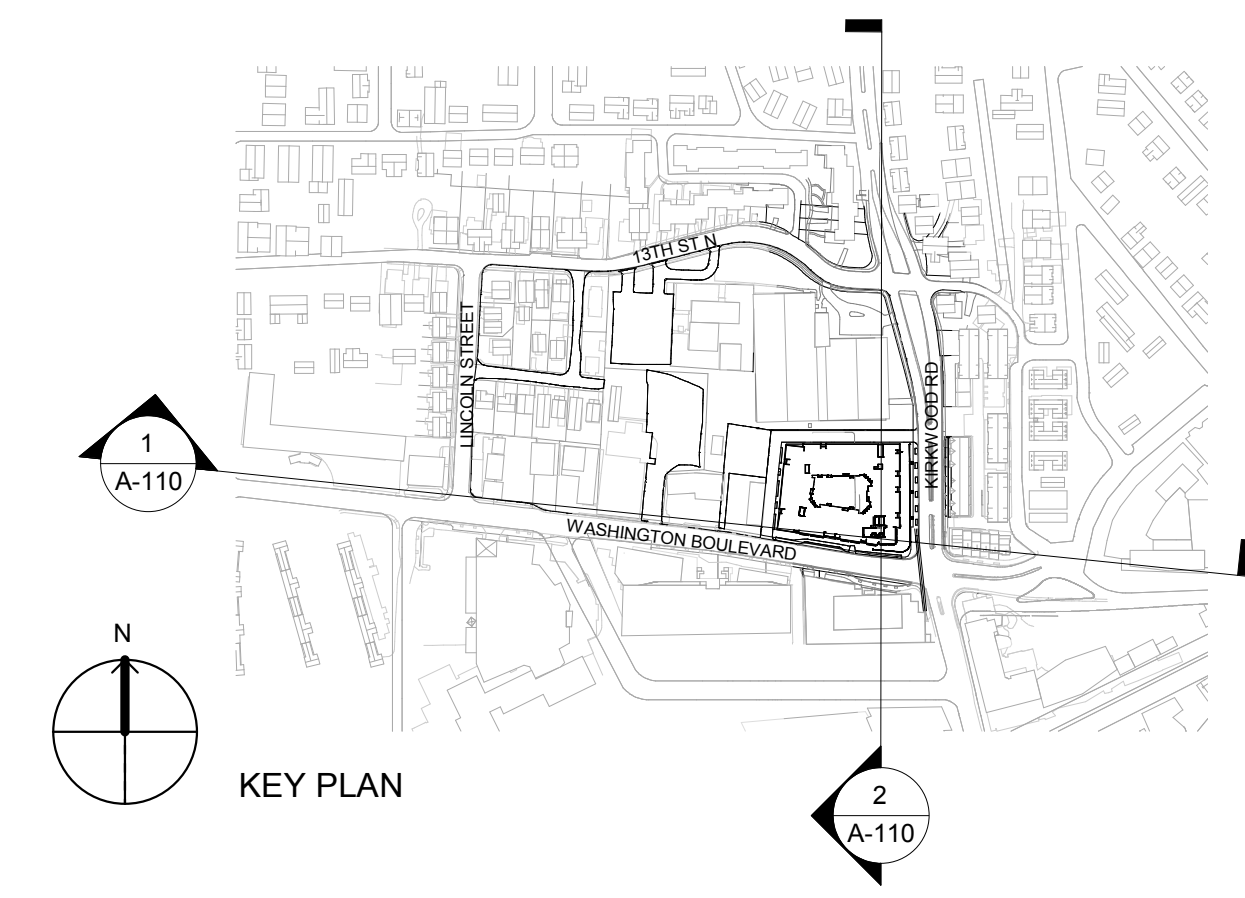 13TH ST N
LINCOLN STREET
KIRKWOOD RD
1
A-110
WASHINGTON BOULEVARD
N
KEY PLAN
2
A-110